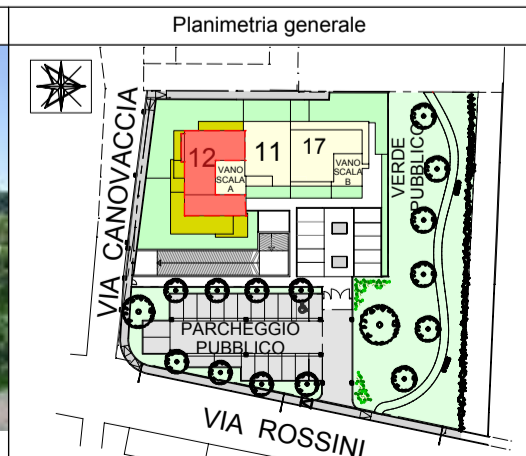 Planimetria generale
VIA CANOVACCIA
12
11
17
VANO
SCALA
A
VANO
SCALA
B
VERDE
PUBBLICO
PARCHEGGIO
PUBBLICO
VIA ROSSINI